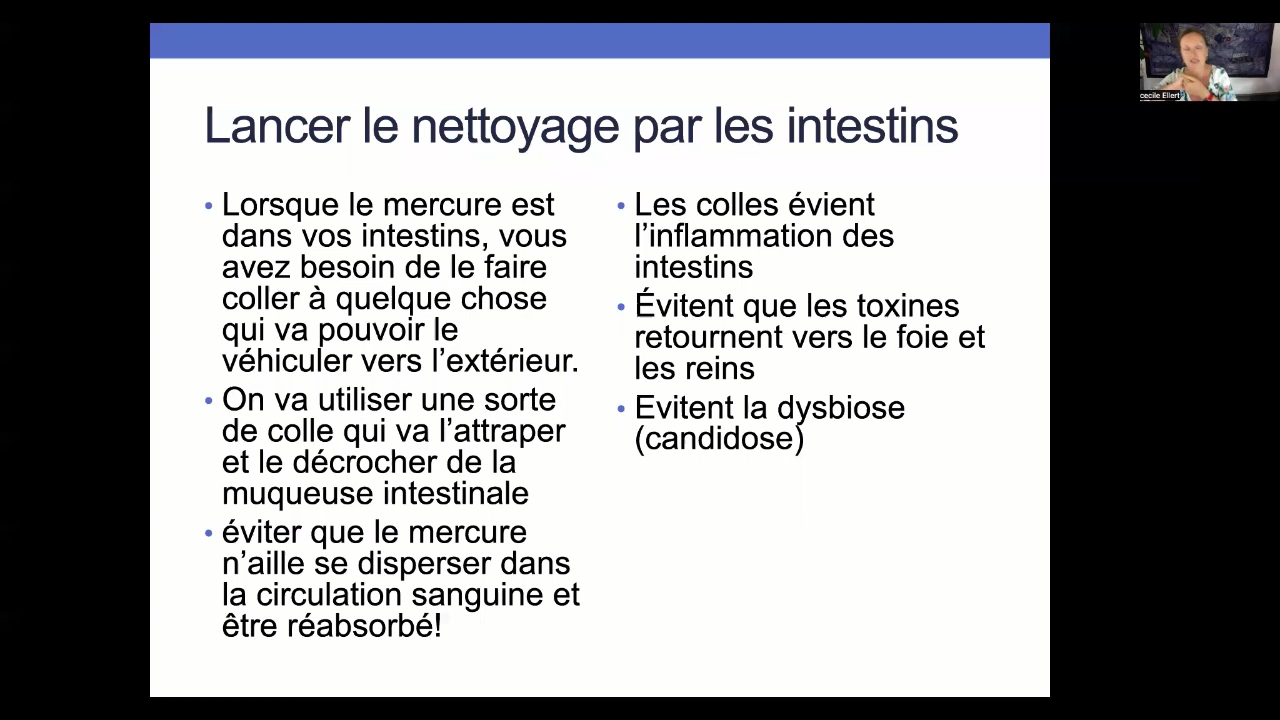 Lancer le nettoyage par les intestins
• Lorsque le mercure est
dans vos intestins, vous
avez besoin de le faire
coller à quelque chose
qui va pouvoir le
véhiculer vers l’extérieur.
• On va utiliser une sorte
de colle qui va l’attraper
et le décrocher de la
muqueuse intestinale
• éviter que le mercure
n’aille se disperser dans
la circulation sanguine et
être réabsorbé!
• Les colles évient
l’inflammation des
intestins
• Évitent que les toxines
retournent vers le foie et
les reins
• Evitent la dysbiose
(candidose)
cecile Ellert